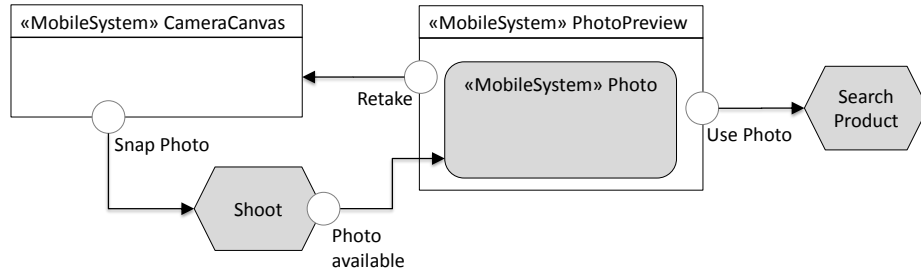 «MobileSystem» CameraCanvas
«MobileSystem» PhotoPreview
«MobileSystem» Photo
Retake
Use Photo
Search
Product
Snap Photo
Shoot
Photo
available